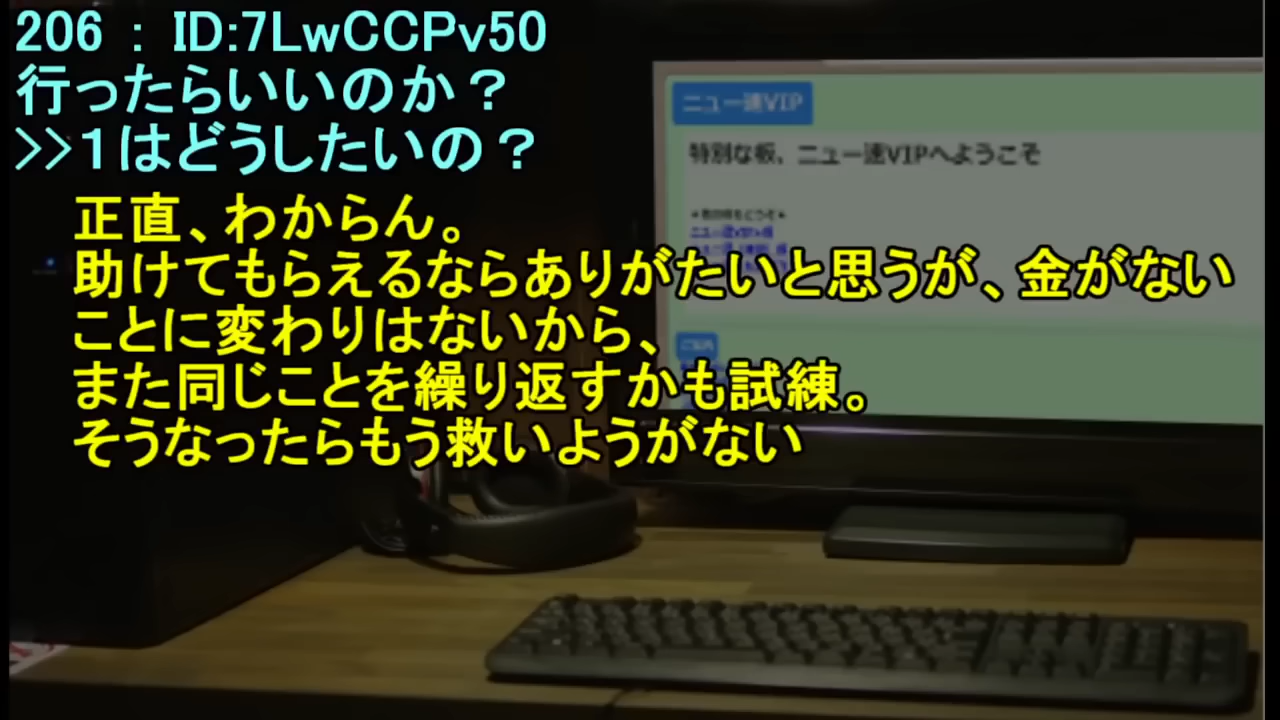 206 : ID:7LwCCPv50
行ったらいいのか？
>>１はどうしたいの？
正直、わからん。
助けてもらえるならありがたいと思うが、金がない
ことに変わりはないから、
また同じことを繰り返すかも試練。
そうなったらもう救いようがない
ニュー速VIP
特別な板、ニュー速VIPへようこそ